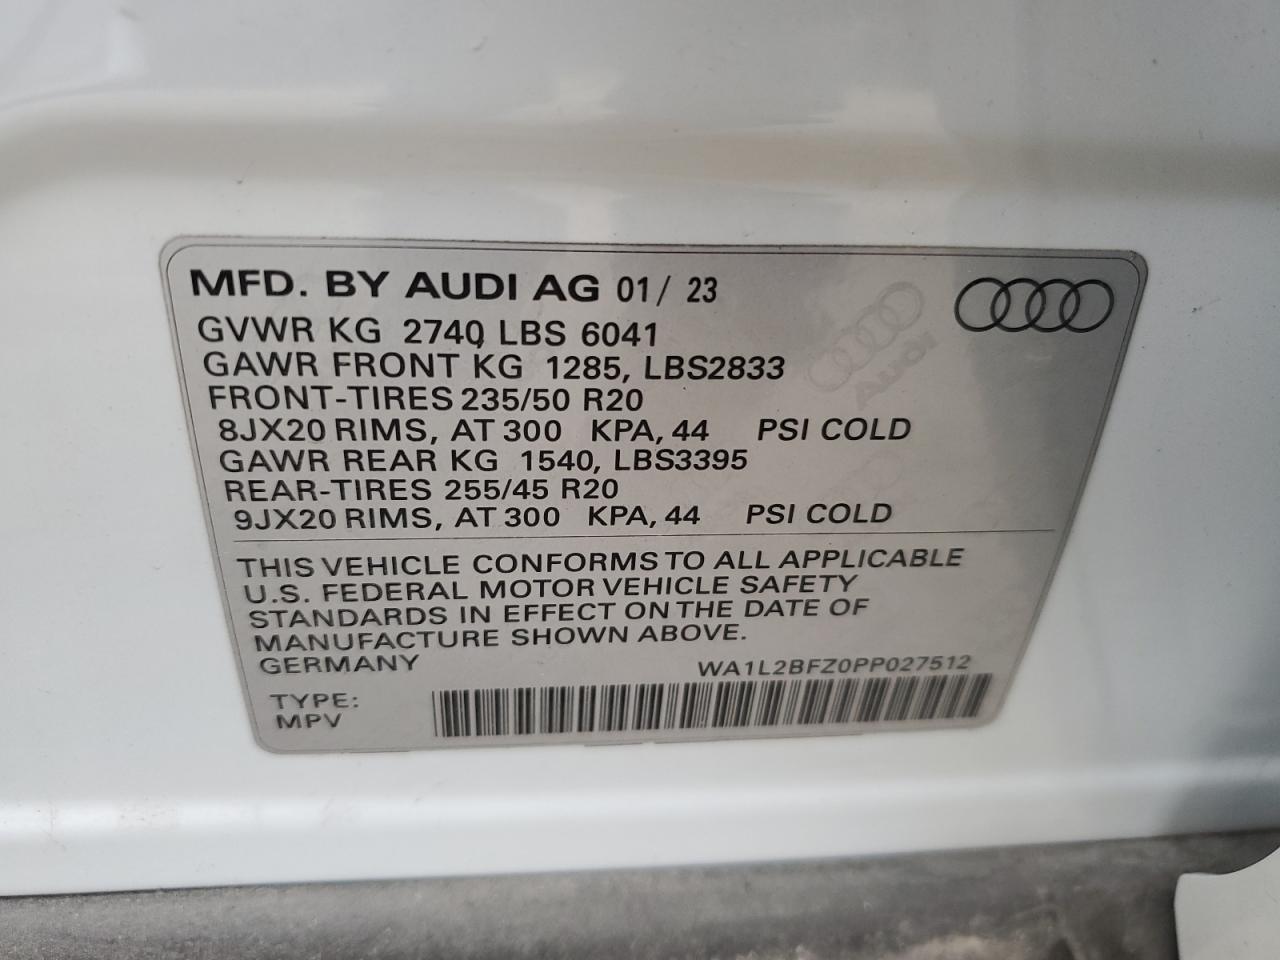 MFD. BY AUDI AG 01/ 23
GVWR KG 2740 LBS 6041
GAWR FRONT KG 1285, LBS2833
FRONT-TIRES 235/50 R20
8JX20 RIMS, AT 300 KPA, 44 PSI COLD
GAWR REAR KG 1540, LBS3395
REAR-TIRES 255/45 R20
9JX20 RIMS, AT 300 KPA, 44 PSI COLD
AUDI
THIS VEHICLE CONFORMS TO ALL APPLICABLE
U.S. FEDERAL MOTOR VEHICLE SAFETY
STANDARDS IN EFFECT ON THE DATE OF
MANUFACTURE SHOWN ABOVE.
GERMANY
WA1L2BFZ0PP027512
TYPE:
MPV